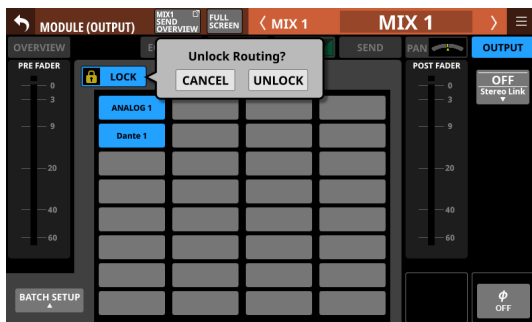 MODULE (OUTPUT)
MIX1
SEND
OVERVIEW
FULL
SCREEN
MIX 1
MIX 1
OVERVIEW
SEND
PAN
OUTPUT
Unlock Routing?
CANCEL
UNLOCK
PRE FADER
LOCK
POST FADER
0
3
9
20
40
60
ANALOG 1
Dante 1
0
3
9
20
40
60
OFF
Stereo Link
BATCH SETUP
Φ
OFF